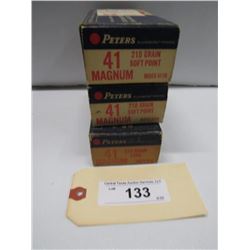 PETERS
41
MAGNUM
210 GRAIN
SOFT POINT
PETERS
41
MAGNUM
210 GRAIN
SOFT POINT
PETERS
41
Central Texas Auction Services, LLC
LOT
133